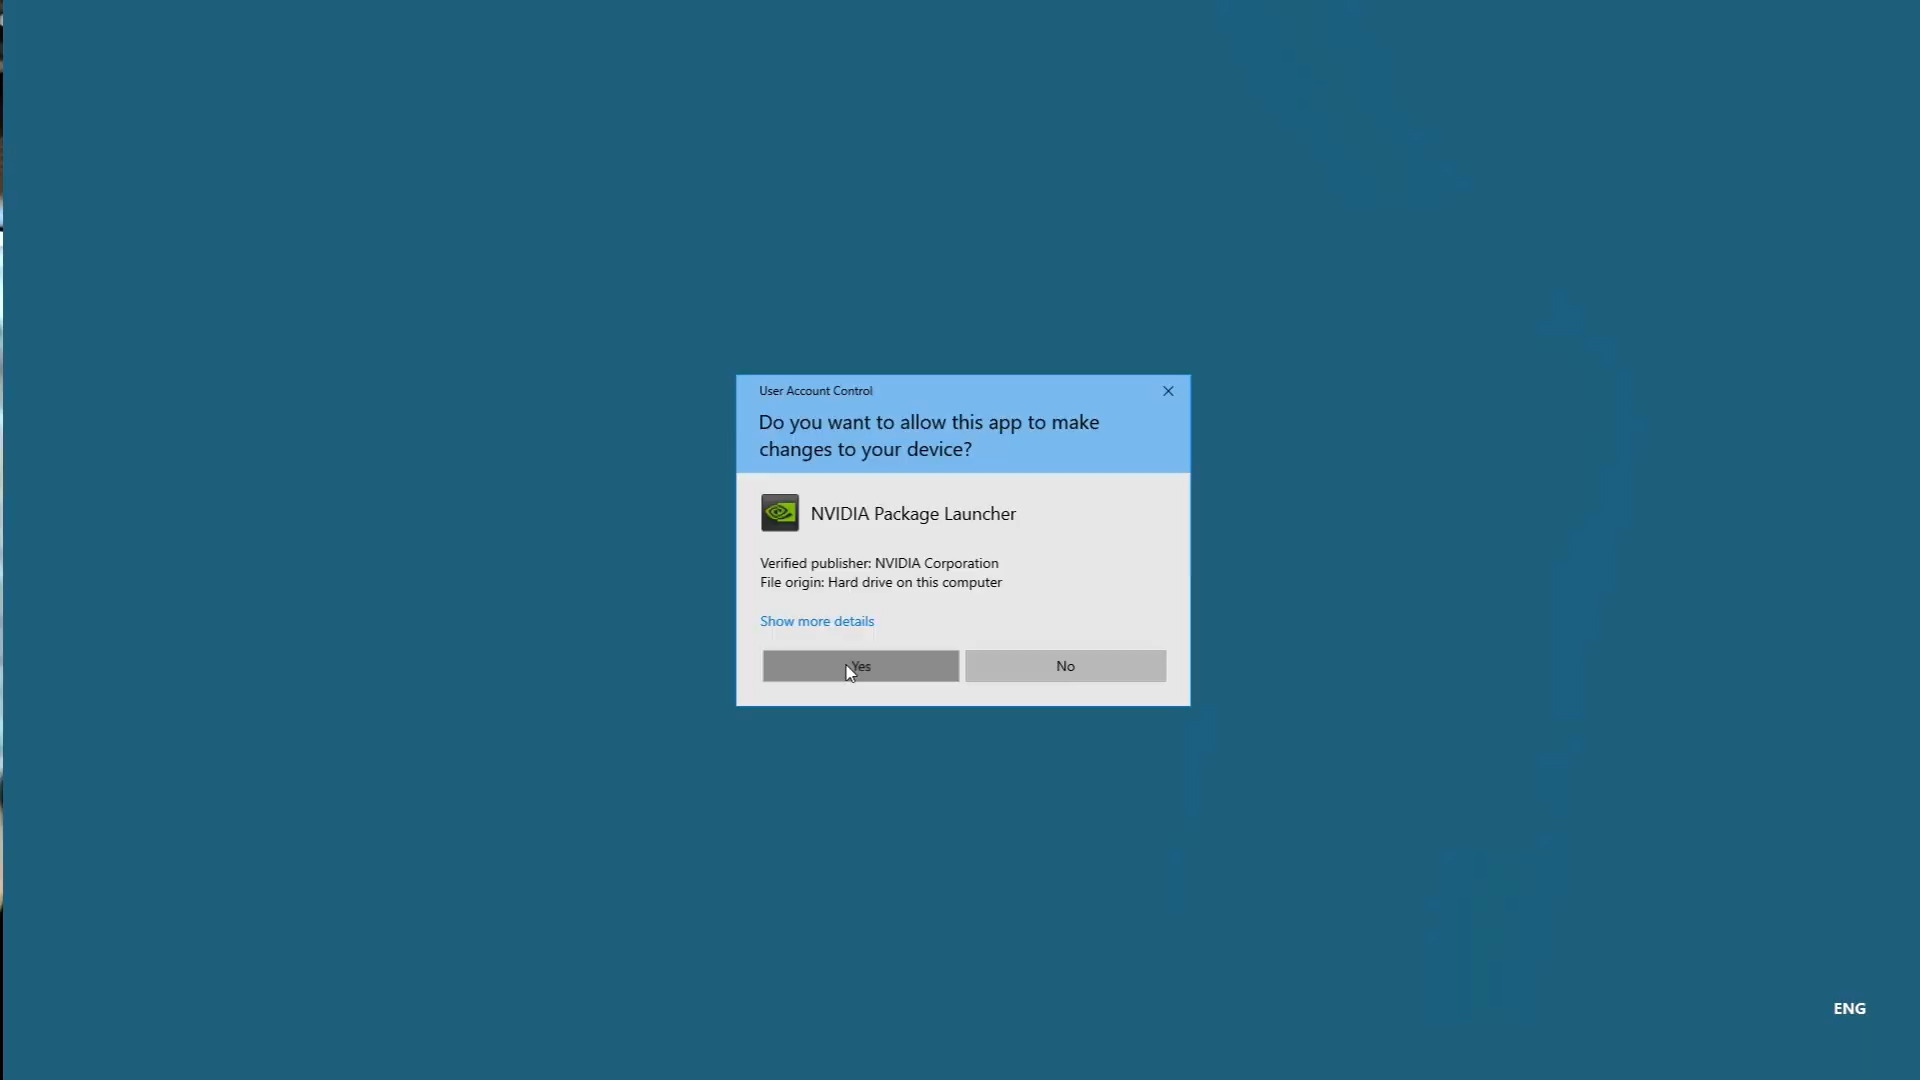 User Account Control
Do you want to allow this app to make
changes to your device?
NVIDIA Package Launcher
Verified publisher: NVIDIA Corporation
File origin: Hard drive on this computer
Show more details
Yes
No
ENG